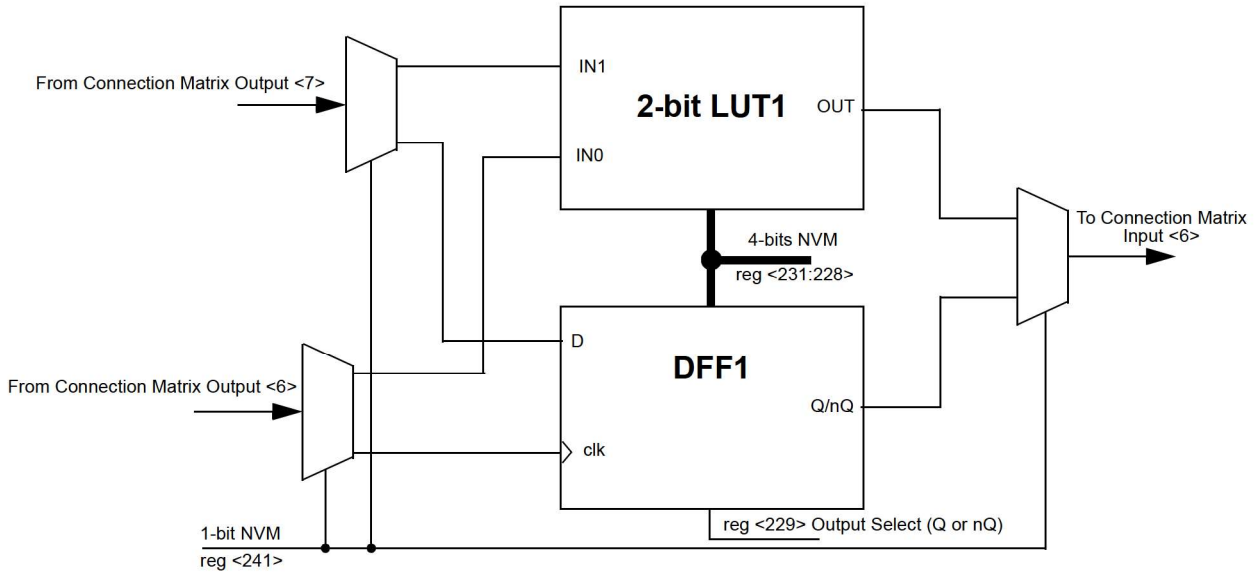 From Connection Matrix Output <7>
IN1
2-bit LUT1
OUT
IN0
To Connection Matrix
Input <6>
4-bits NVM
reg <231:228>
D
DFF1
From Connection Matrix Output <6>
Q/nQ
clk
reg <229> Output Select (Q or nQ)
1-bit NVM
reg <241>